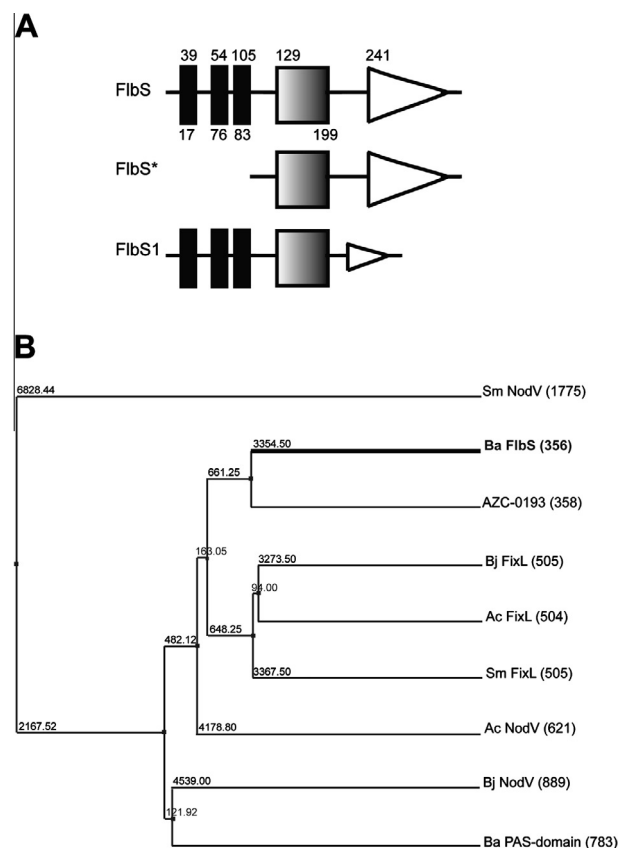 A
39 54 105 129 241
FlbS
17 76 83 199
FlbS*
FlbS1
B
6828.44
Sm NodV (1775)
3354.50
Ba FlbS (356)
661.25
AZC-0193 (358)
163.05
3273.50
Bj FixL (505)
94.00
Ac FixL (504)
648.25
482.12
3367.50
Sm FixL (505)
2167.52
4178.80
Ac NodV (621)
4539.00
Bj NodV (889)
121.92
Ba PAS-domain (783)